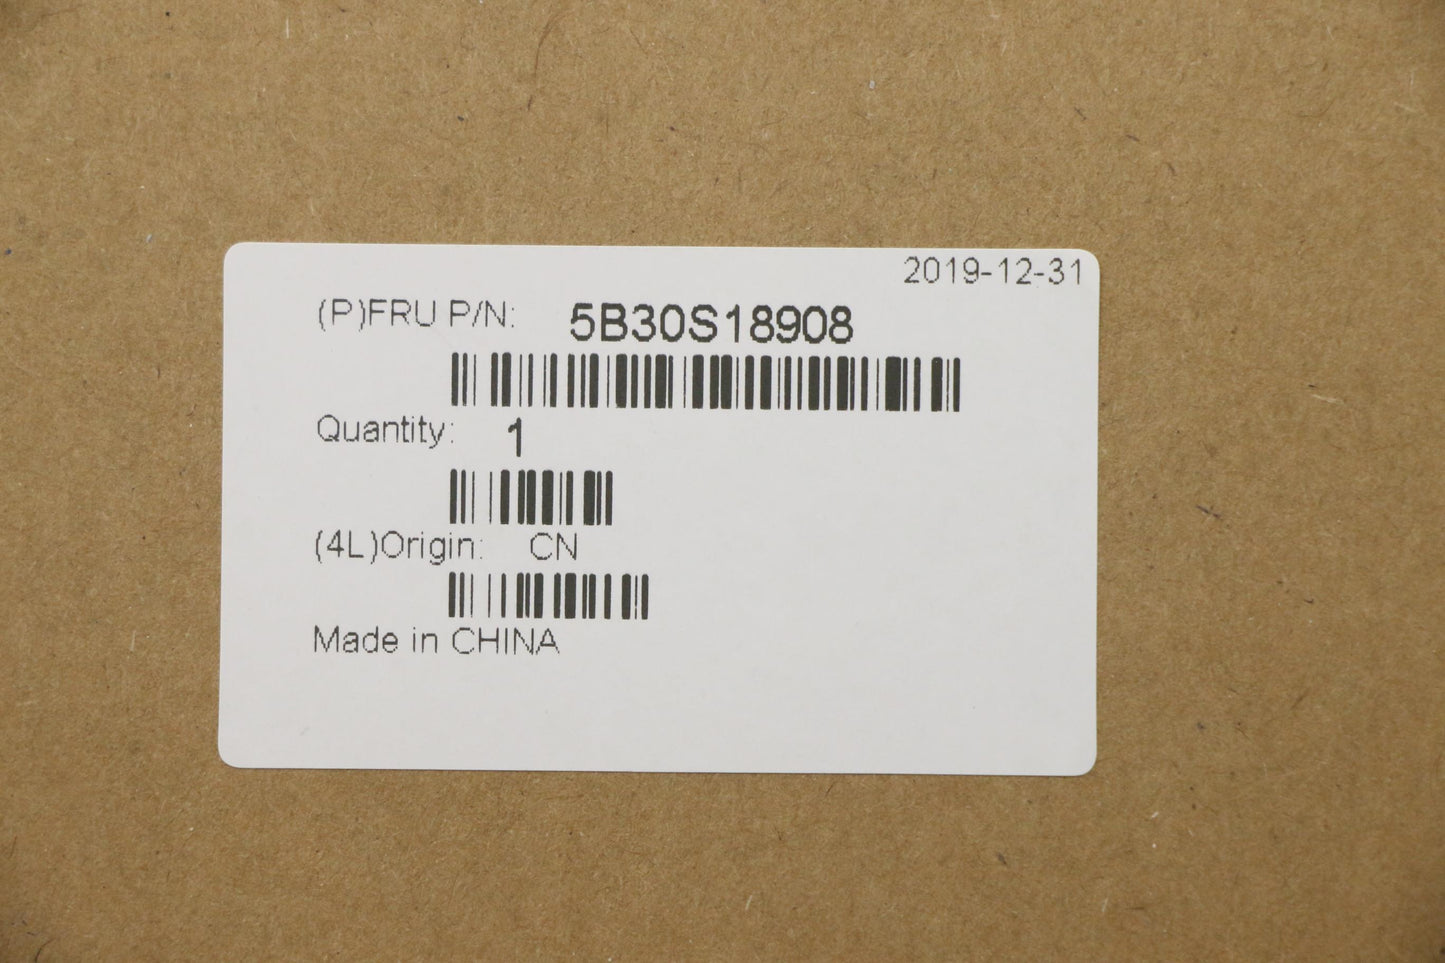 2019-12-31
(P)FRU P/N: 5B30S18908
Quantity: 1
(4L)Origin: CN
Made in CHINA